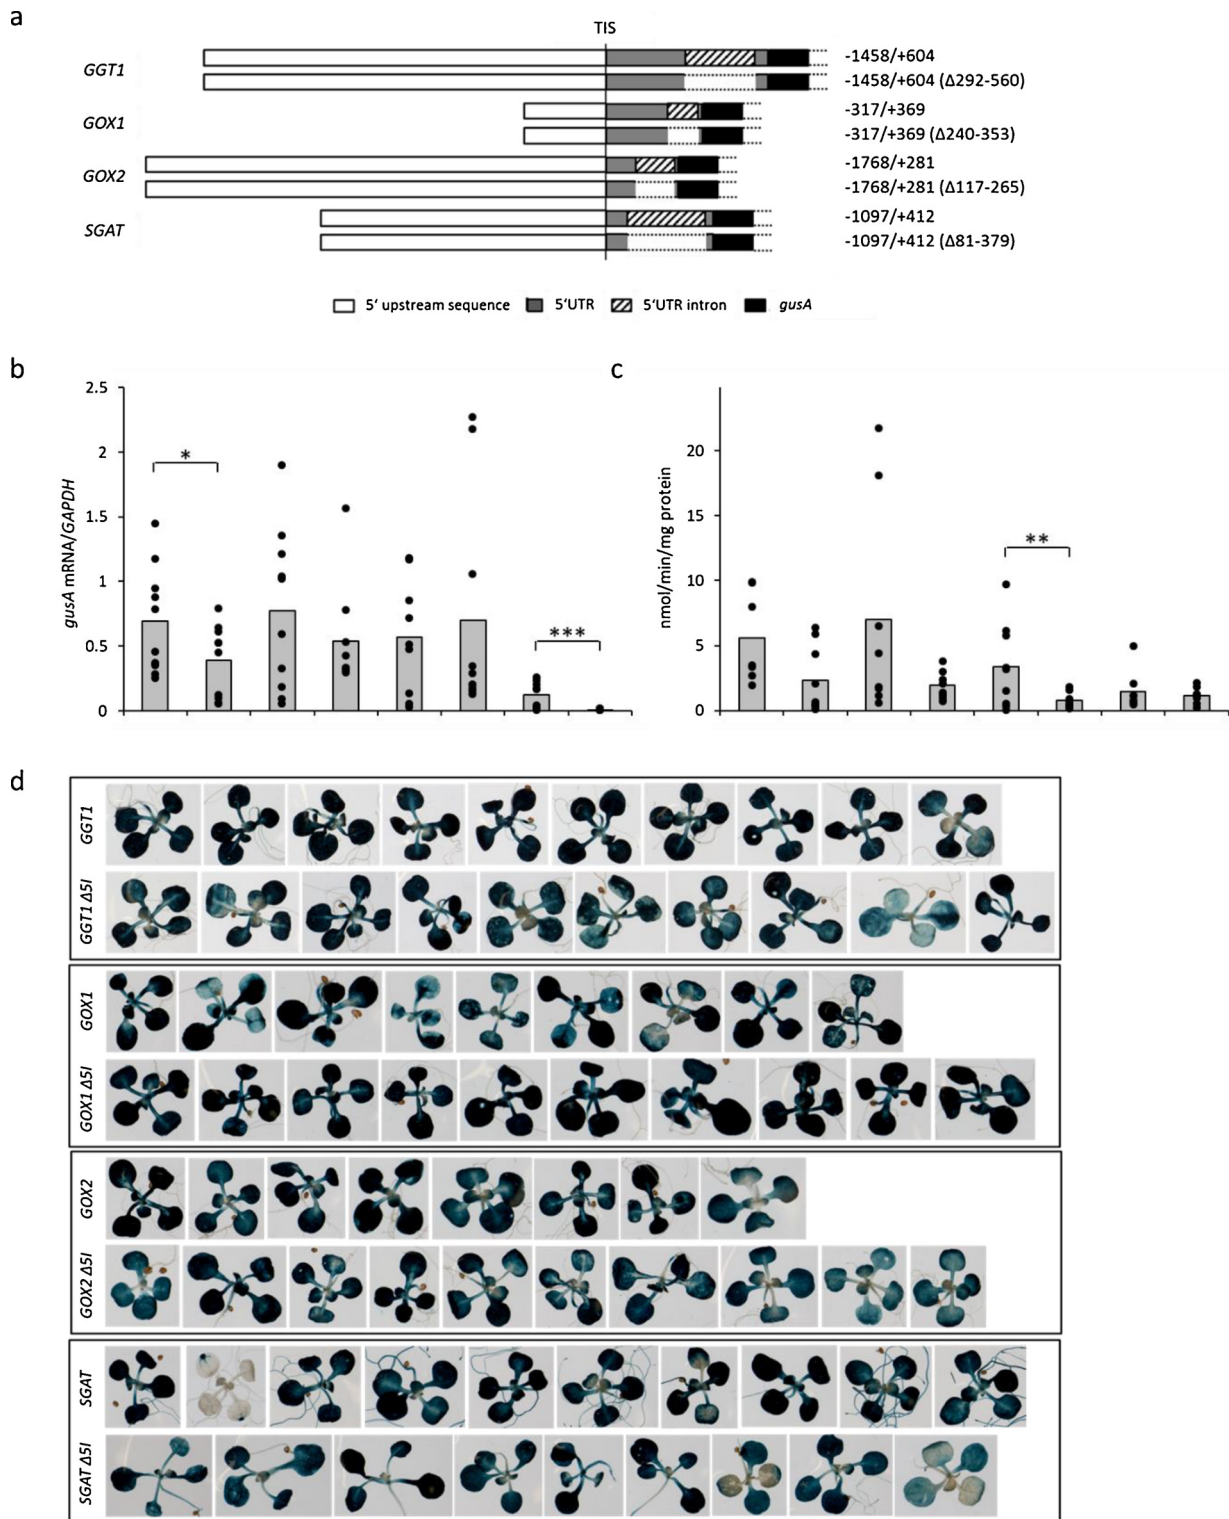 a
TIS
GGT1
-1458/+604
-1458/+604 (Δ292-560)
GOX1
-317/+369
-317/+369 (Δ240-353)
GOX2
-1768/+281
-1768/+281 (Δ117-265)
SGAT
-1097/+412
-1097/+412 (Δ81-379)
5‘ upstream sequence 5‘UTR 5‘UTR intron gusA
b
gusA mRNA/GAPDH
2.5
2
1.5
1
0.5
0
*
***
c
nmol/min/mg protein
20
15
10
5
0
**
d
GGT1
GGT1 Δ5I
GOX1
GOX1 Δ5I
GOX2
GOX2 Δ5I
SGAT
SGAT Δ5I